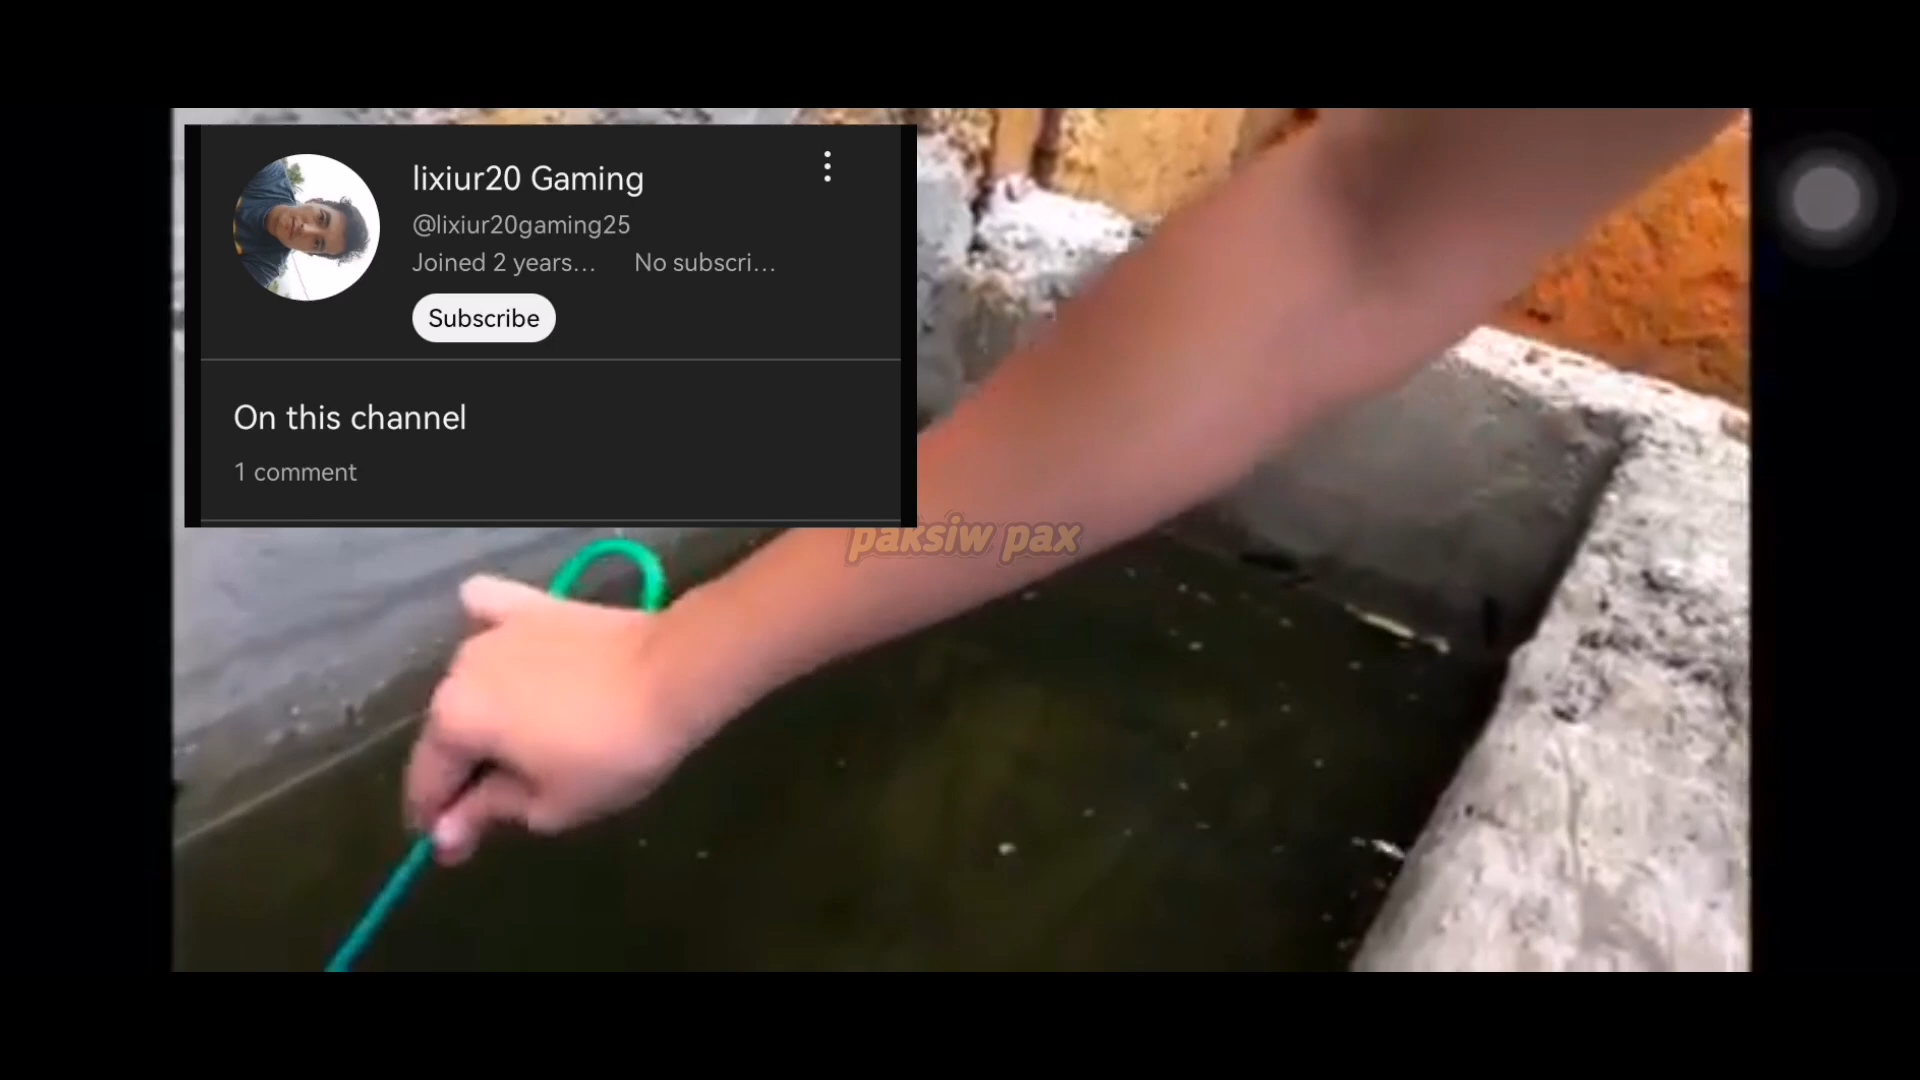 lixiur20 Gaming
@lixiur20gaming25
Joined 2 years… No subscri…
Subscribe
On this channel
1 comment
paksiw pax